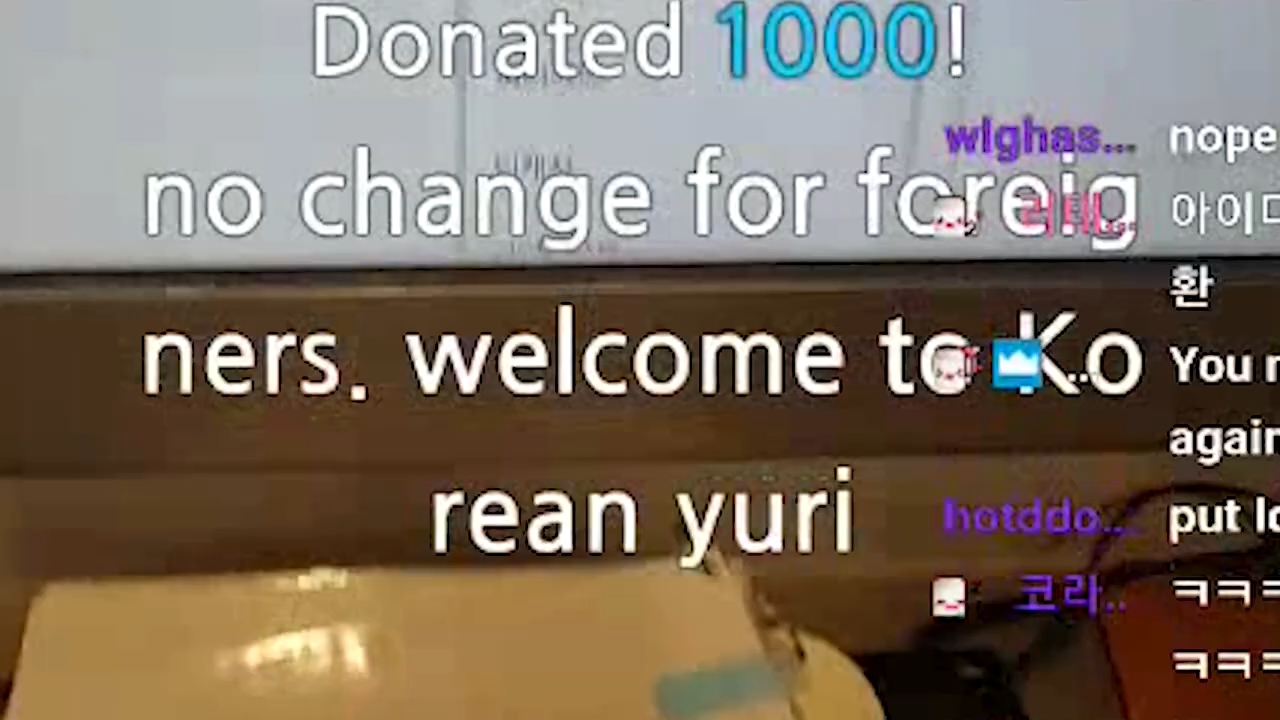 Donated 1000!
no change for foreig
ners. welcome to Ko
rean yuri
wlghas... nope
아이디
환
You
again
hotddo... put lo
코라.. ㅋㅋㅋ
ㅋㅋㅋ